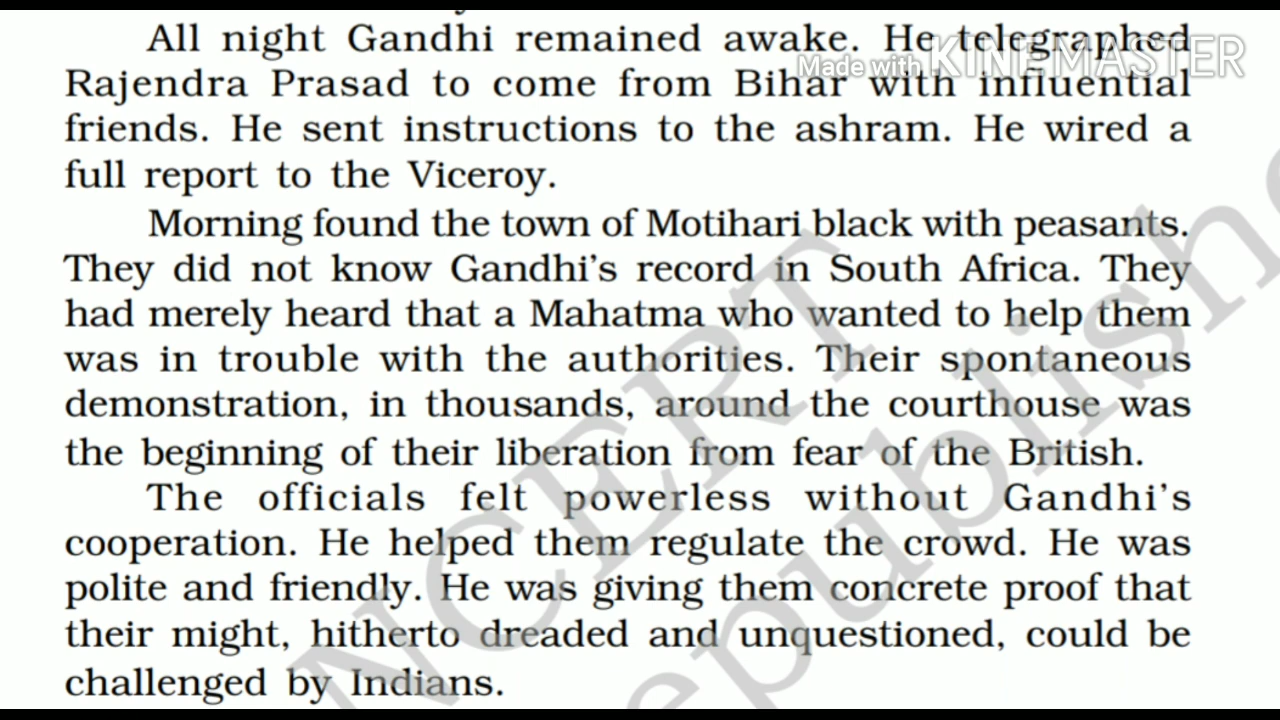 All night Gandhi remained awake. He telegraphed
Made with KINEMASTER
Rajendra Prasad to come from Bihar with influential
friends. He sent instructions to the ashram. He wired a
full report to the Viceroy.
Morning found the town of Motihari black with peasants.
They did not know Gandhi's record in South Africa. They
had merely heard that a Mahatma who wanted to help them
was in trouble with the authorities. Their spontaneous
demonstration, in thousands, around the courthouse was
the beginning of their liberation from fear of the British.
The officials felt powerless without Gandhi's
cooperation. He helped them regulate the crowd. He was
polite and friendly. He was giving them concrete proof that
their might, hitherto dreaded and unquestioned, could be
challenged by Indians.
NCERT
republishe